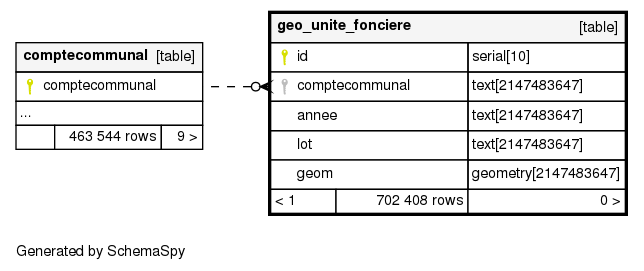 comptecommunal [table]
comptecommunal
...
463 544 rows 9 >
geo_unite_fonciere [table]
id serial[10]
comptecommunal text[2147483647]
annee text[2147483647]
lot text[2147483647]
geom geometry[2147483647]
< 1 702 408 rows 0 >
Generated by SchemaSpy